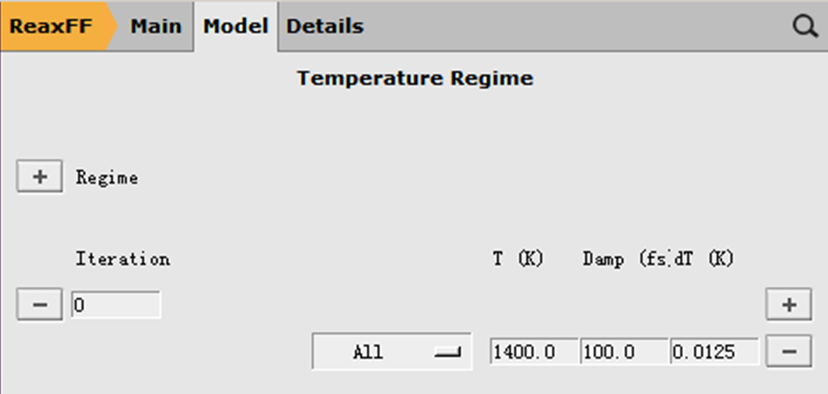 ReaxFF Main Model Details
Temperature Regime
+ Regime
Iteration T (K) Damp (fs) dT (K)
- 0 +
All 1400.0 100.0 0.0125 -